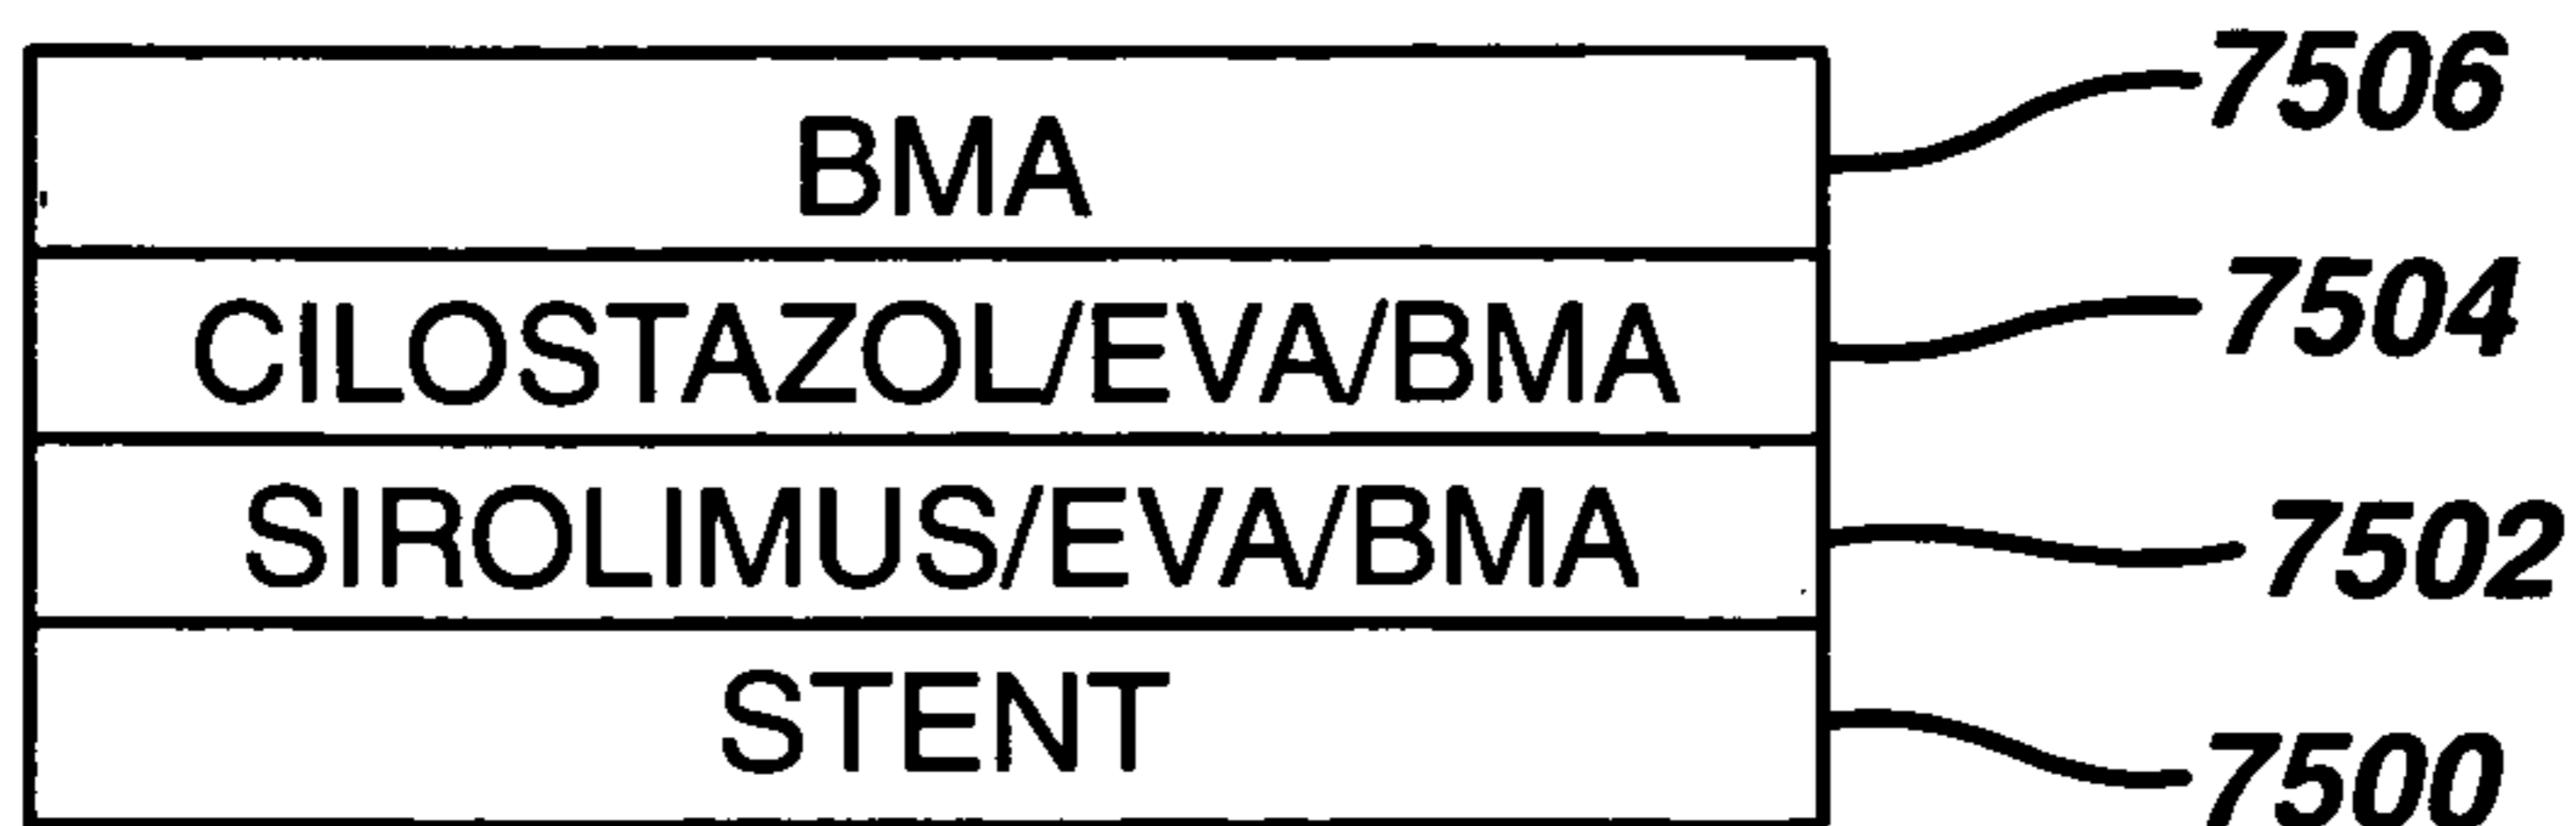 BMA 7506
CILOSTAZOL/EVA/BMA 7504
SIROLIMUS/EVA/BMA 7502
STENT 7500